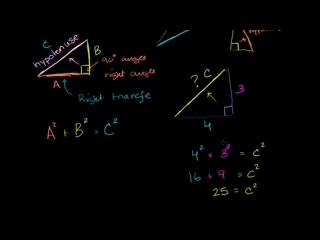 C
hypotenuse
B
90° angle
right angle
A
Right triangle
A² + B² = C²
? C
3
4
4² + 3² = c²
16 + 9 = c²
25 = c²